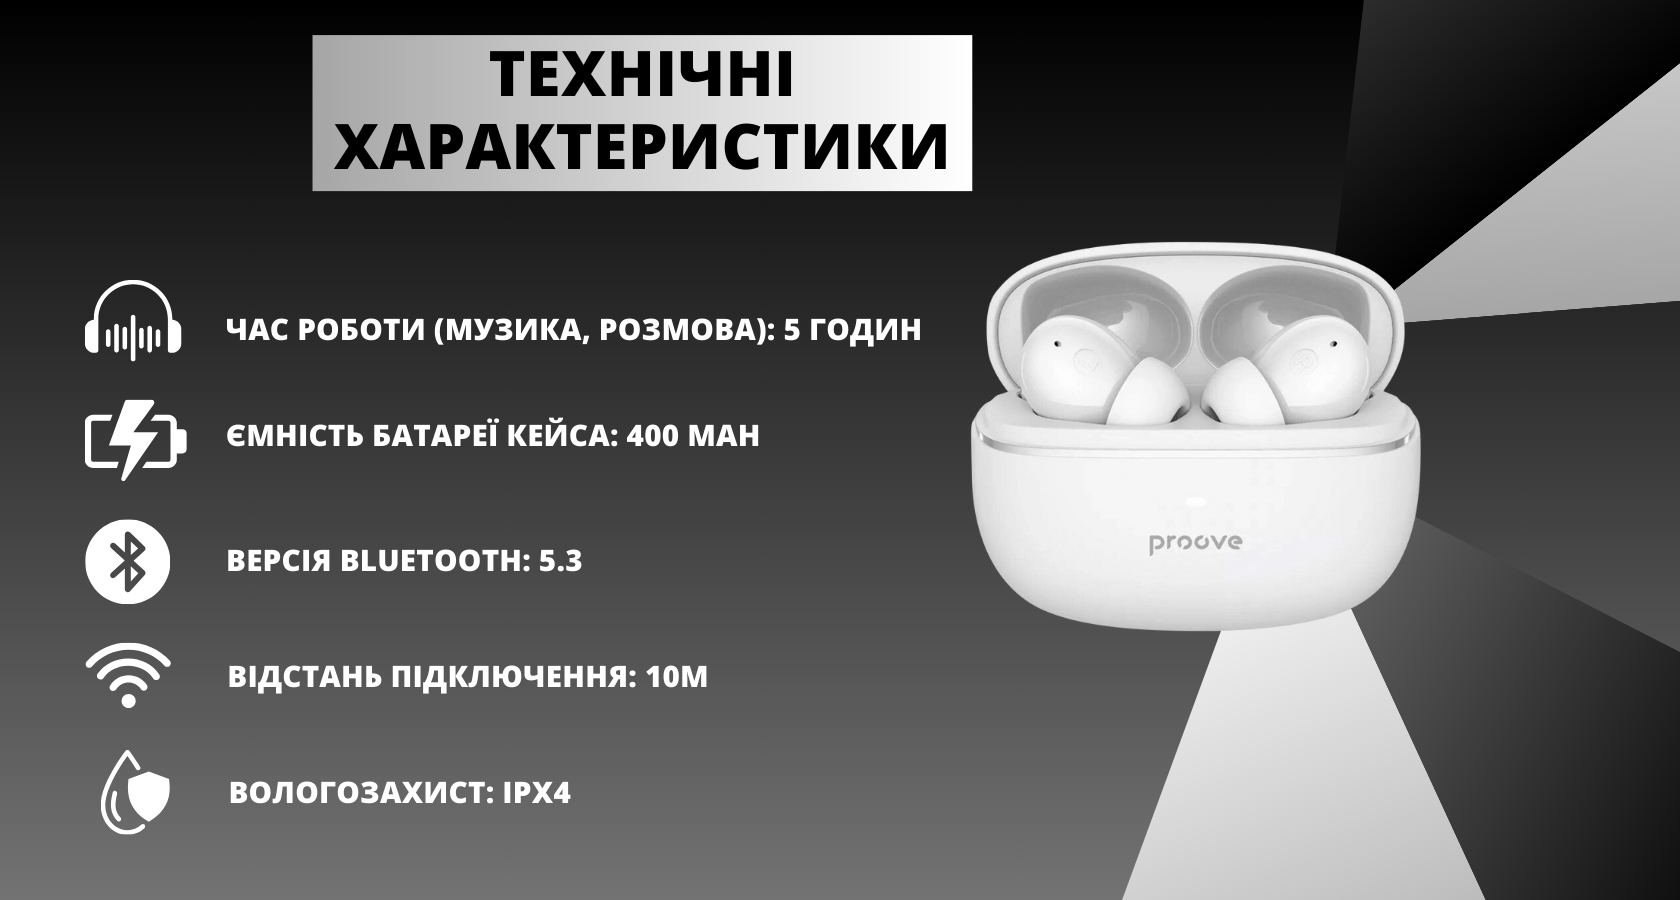 ТЕХНІЧНІ
ХАРАКТЕРИСТИКИ
ЧАС РОБОТИ (МУЗИКА, РОЗМОВА): 5 ГОДИН
ЄМНІСТЬ БАТАРЕЇ КЕЙСА: 400 МАН
ВЕРСІЯ BLUETOOTH: 5.3
ВІДСТАНЬ ПІДКЛЮЧЕННЯ: 10М
ВОЛОГОЗАХИСТ: IPX4
proove